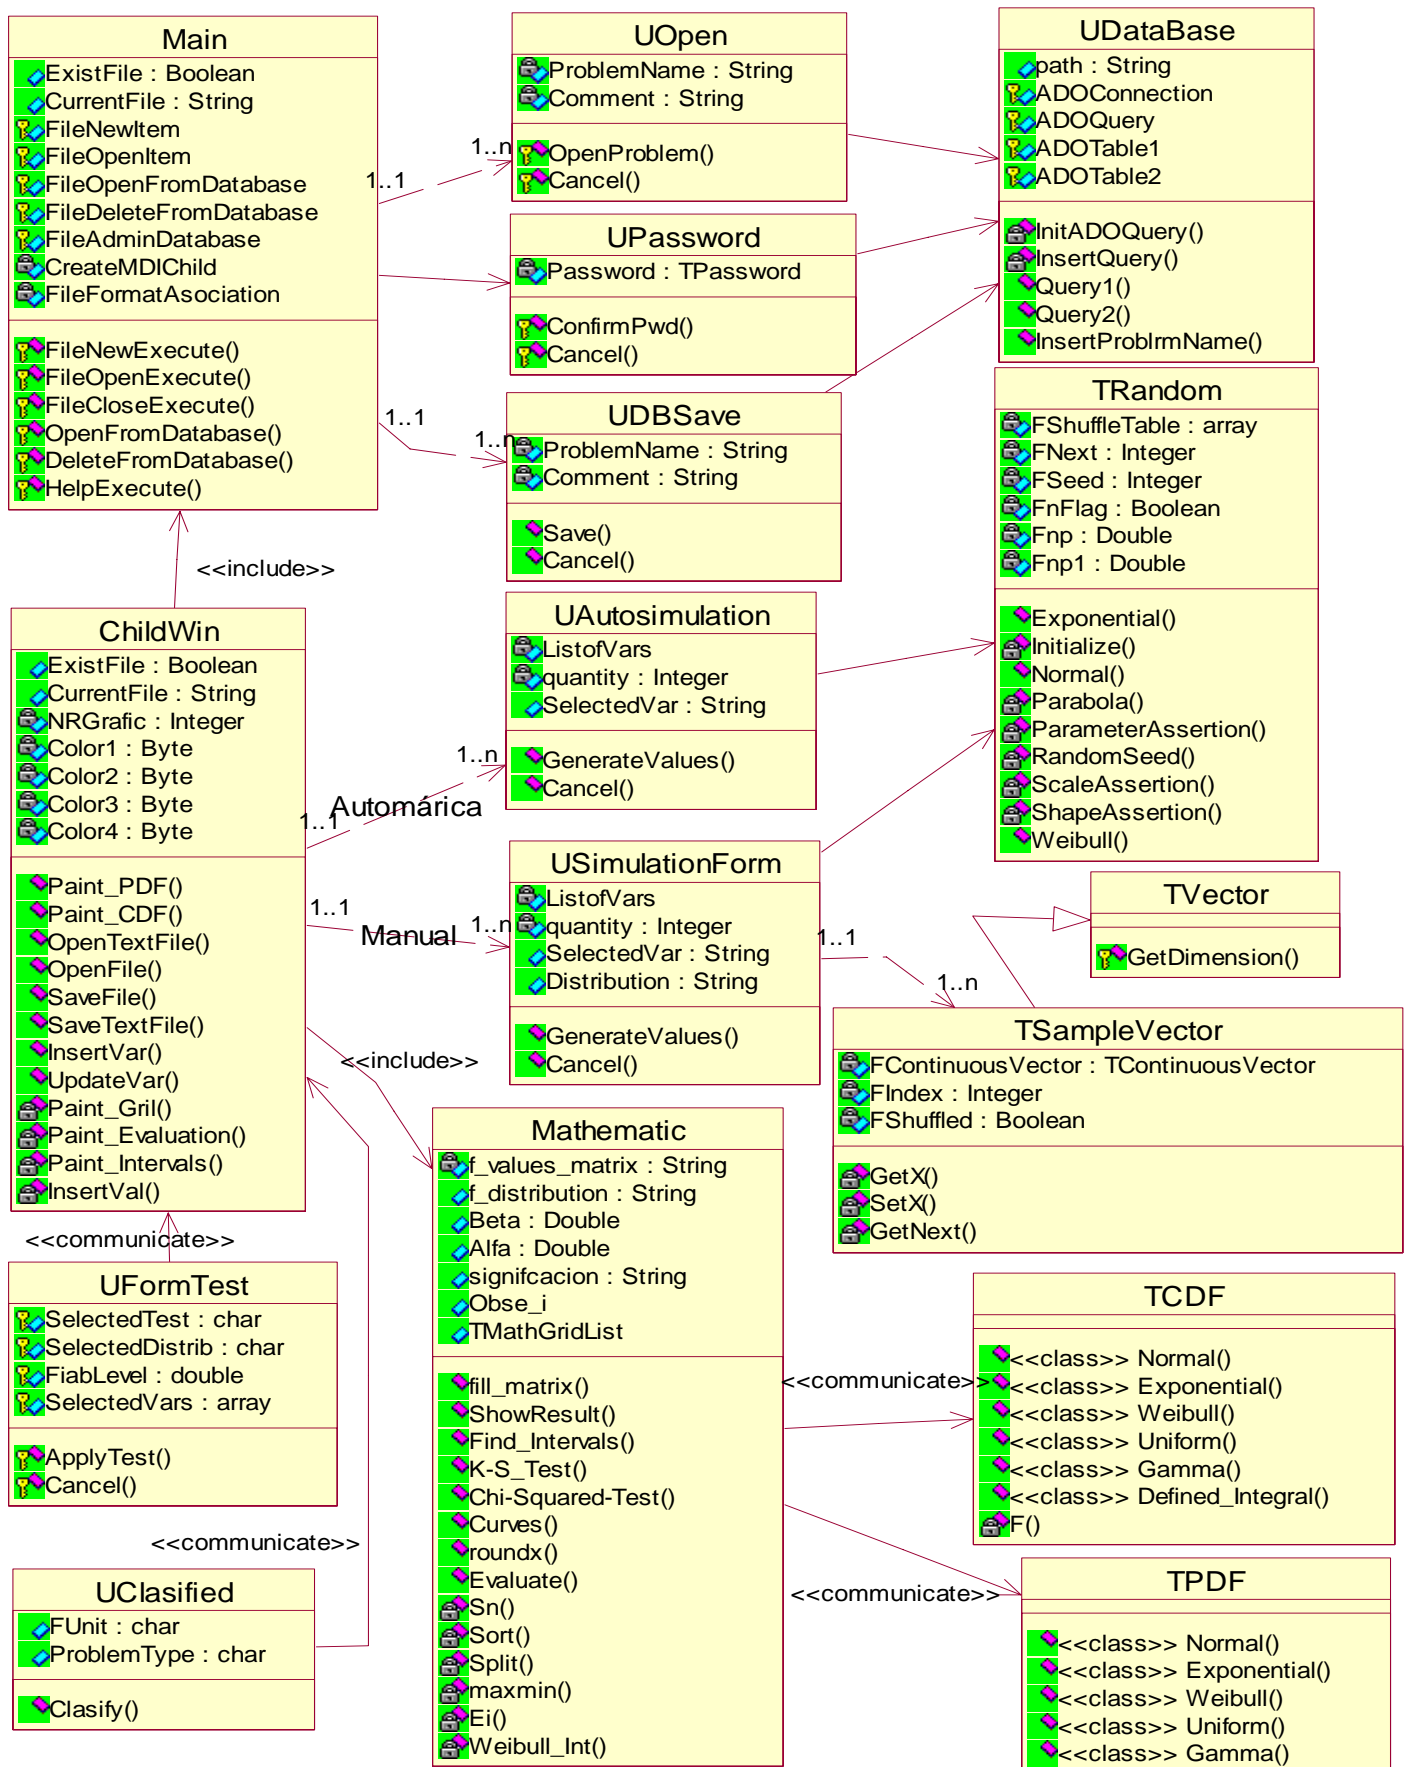 Main
ExistFile : Boolean
CurrentFile : String
FileNewItem
FileOpenItem
FileOpenFromDatabase
FileDeleteFromDatabase
FileAdminDatabase
CreateMDIChild
FileFormatAsociation
FileNewExecute()
FileOpenExecute()
FileCloseExecute()
OpenFromDatabase()
DeleteFromDatabase()
HelpExecute()
1..1
1..n
UOpen
ProblemName : String
Comment : String
OpenProblem()
Cancel()
UDataBase
path : String
ADOConnection
ADOQuery
ADOTable1
ADOTable2
InitADOQuery()
InsertQuery()
Query1()
Query2()
InsertProblrmName()
UPassword
Password : TPassword
ConfirmPwd()
Cancel()
1..1
1..n
UDBSave
ProblemName : String
Comment : String
Save()
Cancel()
TRandom
FShuffleTable : array
FNext : Integer
FSeed : Integer
FnFlag : Boolean
Fnp : Double
Fnp1 : Double
Exponential()
Initialize()
Normal()
Parabola()
ParameterAssertion()
RandomSeed()
ScaleAssertion()
ShapeAssertion()
Weibull()
<<include>>
ChildWin
ExistFile : Boolean
CurrentFile : String
NRGrafic : Integer
Color1 : Byte
Color2 : Byte
Color3 : Byte
Color4 : Byte
Paint_PDF()
Paint_CDF()
OpenTextFile()
OpenFile()
SaveFile()
SaveTextFile()
InsertVar()
UpdateVar()
Paint_Gril()
Paint_Evaluation()
Paint_Intervals()
InsertVal()
UAutosimulation
ListofVars
quantity : Integer
SelectedVar : String
GenerateValues()
Cancel()
1..n
Automárica
1..1
USimulationForm
ListofVars
quantity : Integer
SelectedVar : String
Distribution : String
GenerateValues()
Cancel()
1..1
Manual
1..n
1..1
1..n
TVector
GetDimension()
TSampleVector
FContinuousVector : TContinuousVector
FIndex : Integer
FShuffled : Boolean
GetX()
SetX()
GetNext()
<<include>>
Mathematic
f_values_matrix : String
f_distribution : String
Beta : Double
Alfa : Double
signifcacion : String
Obse_i
TMathGridList
fill_matrix()
ShowResult()
Find_Intervals()
K-S_Test()
Chi-Squared-Test()
Curves()
roundx()
Evaluate()
Sn()
Sort()
Split()
maxmin()
Ei()
Weibull_Int()
<<communicate>>
UFormTest
SelectedTest : char
SelectedDistrib : char
FiabLevel : double
SelectedVars : array
ApplyTest()
Cancel()
<<communicate>>
UClasified
FUnit : char
ProblemType : char
Clasify()
<<communicate>>
TCDF
<<class>> Normal()
<<class>> Exponential()
<<class>> Weibull()
<<class>> Uniform()
<<class>> Gamma()
<<class>> Defined_Integral()
F()
<<communicate>>
TPDF
<<class>> Normal()
<<class>> Exponential()
<<class>> Weibull()
<<class>> Uniform()
<<class>> Gamma()